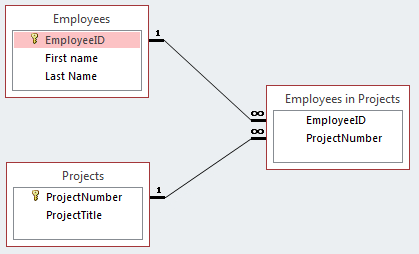 Employees
EmployeeID
First name
Last Name
1
∞
Employees in Projects
EmployeeID
ProjectNumber
∞
Projects
ProjectNumber
ProjectTitle
1